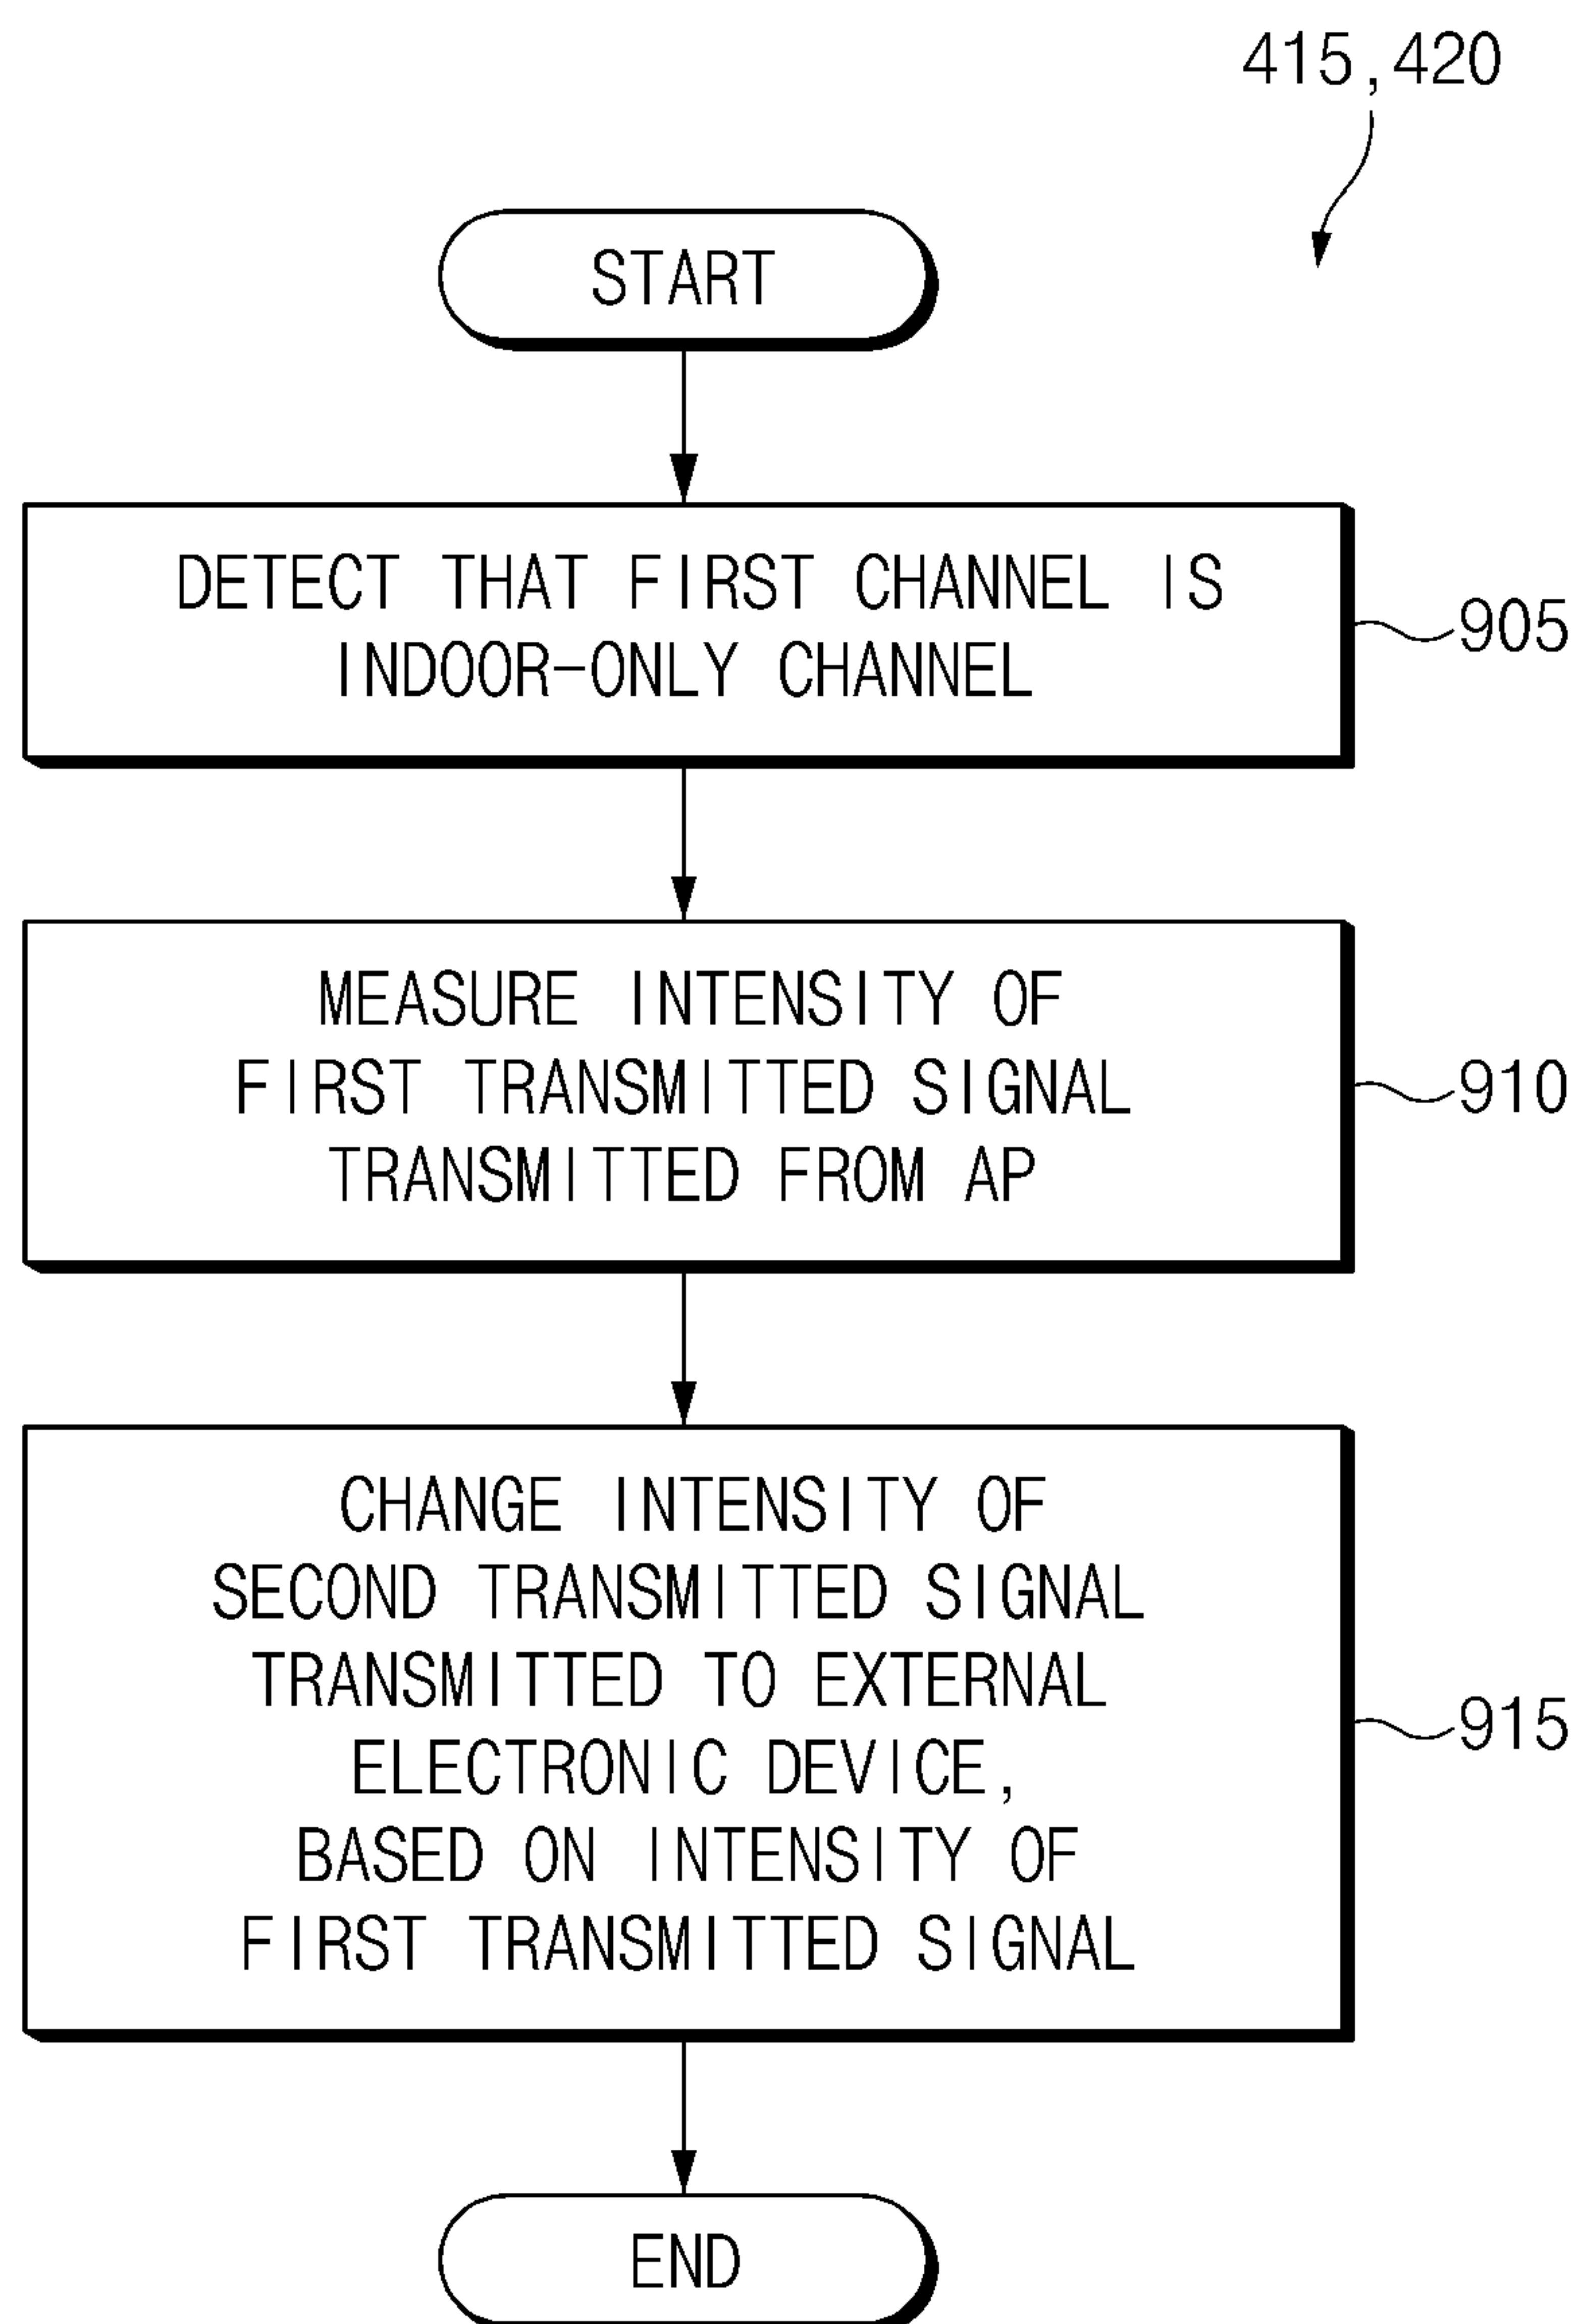 415,420
START
DETECT THAT FIRST CHANNEL IS
INDOOR-ONLY CHANNEL
905
MEASURE INTENSITY OF
FIRST TRANSMITTED SIGNAL
TRANSMITTED FROM AP
910
CHANGE INTENSITY OF
SECOND TRANSMITTED SIGNAL
TRANSMITTED TO EXTERNAL
ELECTRONIC DEVICE,
BASED ON INTENSITY OF
FIRST TRANSMITTED SIGNAL
915
END